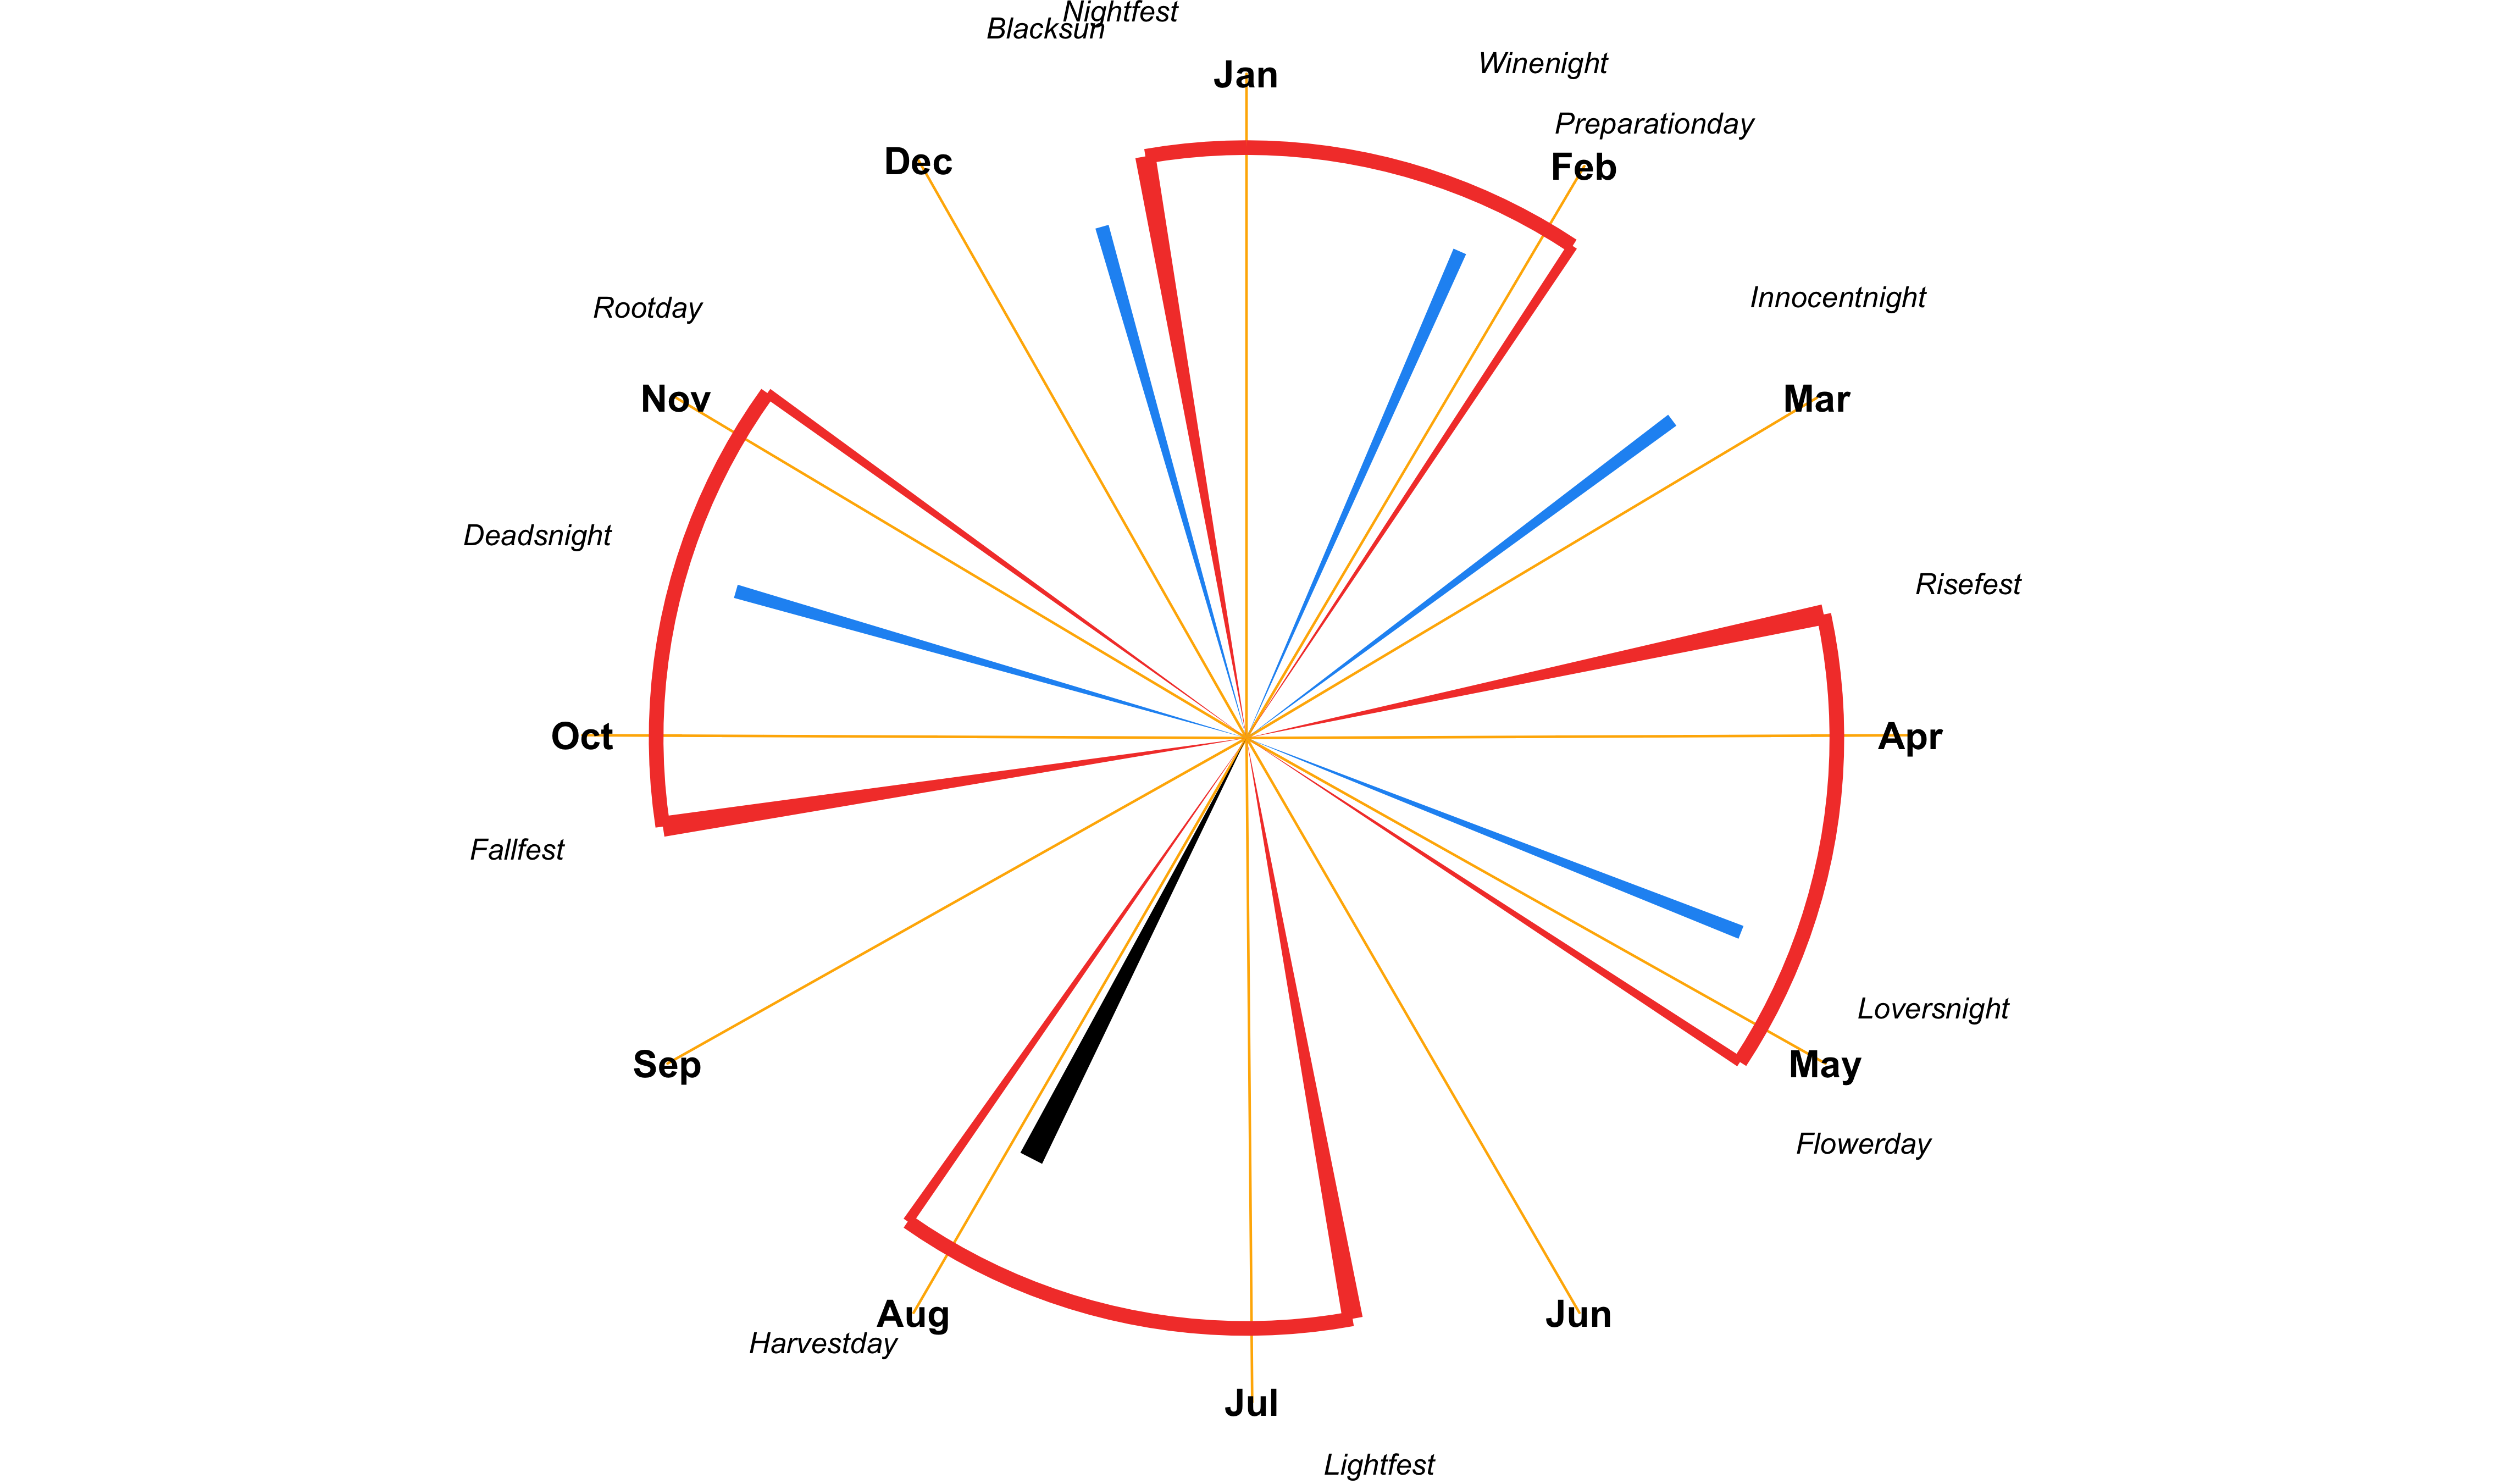 Nightfest
Blacksun
Jan
Winenight
Preparationday
Dec
Feb
Rootday
Innocentnight
Nov
Mar
Deadsnight
Risefest
Oct
Apr
Fallfest
Loversnight
Sep
May
Flowerday
Aug
Jun
Harvestday
Jul
Lightfest